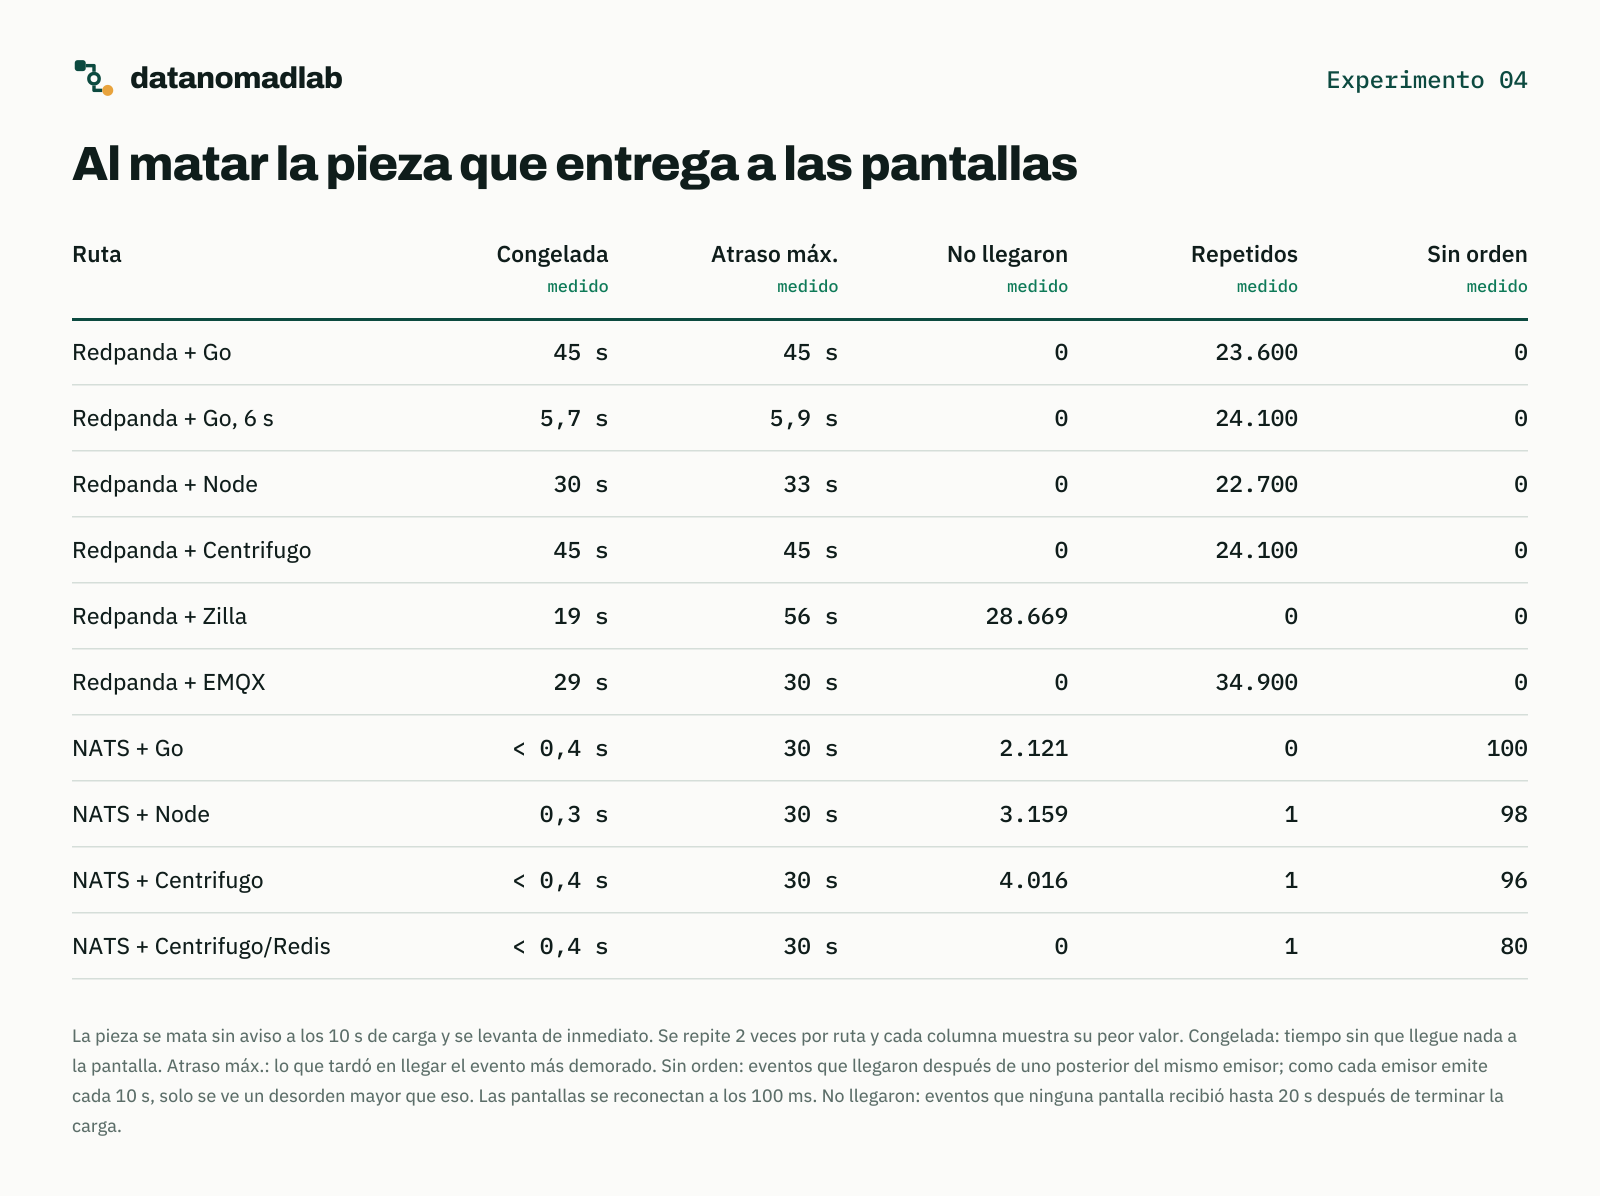 datanomadlab
Experimento 04
Al matar la pieza que entrega a las pantallas
Ruta Congelada Atraso máx. No llegaron Repetidos Sin orden
medido medido medido medido medido
Redpanda + Go 45 s 45 s 0 23.600 0
Redpanda + Go, 6 s 5,7 s 5,9 s 0 24.100 0
Redpanda + Node 30 s 33 s 0 22.700 0
Redpanda + Centrifugo 45 s 45 s 0 24.100 0
Redpanda + Zilla 19 s 56 s 28.669 0 0
Redpanda + EMQX 29 s 30 s 0 34.900 0
NATS + Go < 0,4 s 30 s 2.121 0 100
NATS + Node 0,3 s 30 s 3.159 1 98
NATS + Centrifugo < 0,4 s 30 s 4.016 1 96
NATS + Centrifugo/Redis < 0,4 s 30 s 0 1 80
La pieza se mata sin aviso a los 10 s de carga y se levanta de inmediato. Se repite 2 veces por ruta y cada columna muestra su peor valor. Congelada: tiempo sin que llegue nada a
la pantalla. Atraso máx.: lo que tardó en llegar el evento más demorado. Sin orden: eventos que llegaron después de uno posterior del mismo emisor; como cada emisor emite
cada 10 s, solo se ve un desorden mayor que eso. Las pantallas se reconectan a los 100 ms. No llegaron: eventos que ninguna pantalla recibió hasta 20 s después de terminar la
carga.